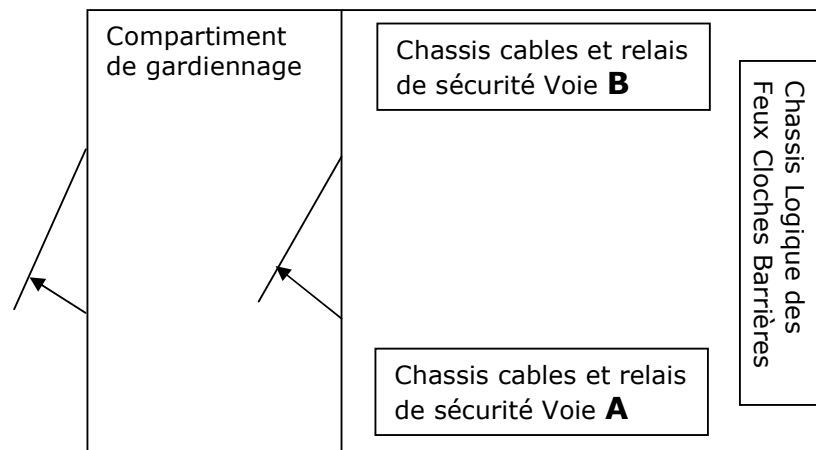 Compartiment
de gardiennage
Chassis cables et relais
de sécurité Voie B
Chassis Logique des
Feux Cloches Barrières
Chassis cables et relais
de sécurité Voie A